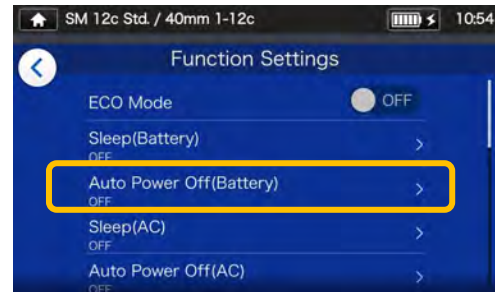 SM 12c Std. / 40mm 1-12c 10:54
Function Settings
ECO Mode OFF
Sleep(Battery)
OFF
Auto Power Off(Battery)
OFF
Sleep(AC)
OFF
Auto Power Off(AC)
OFF